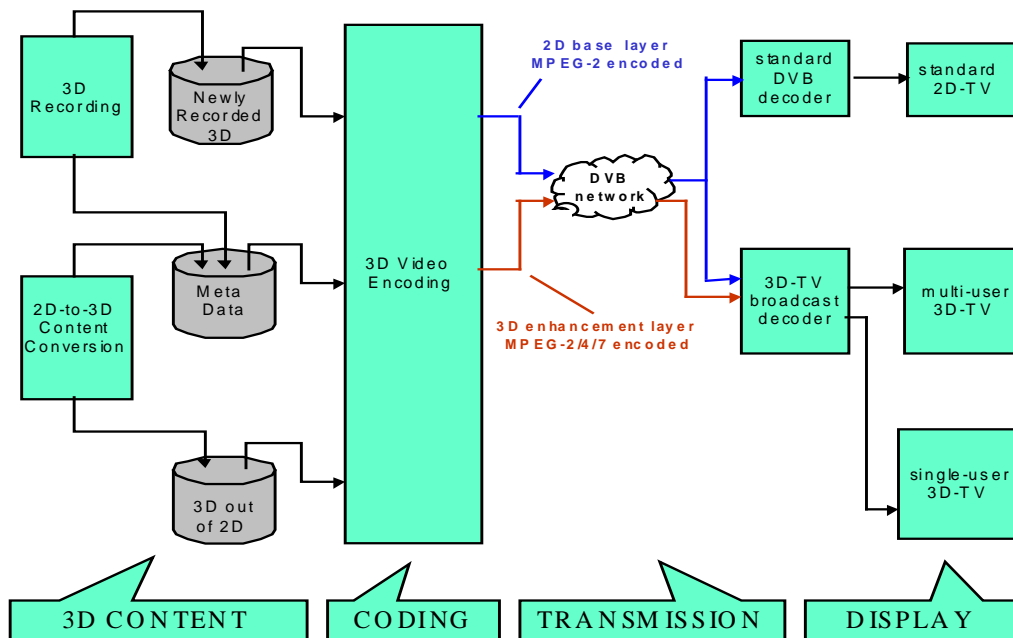 3D
Recording
Newly
Recorded
3D
2D-to-3D
Content
Conversion
Meta
Data
3D out
of 2D
3D Video
Encoding
2D base layer
MPEG-2 encoded
DVB
network
3D enhancement layer
MPEG-2/4/7 encoded
standard
DVB
decoder
standard
2D-TV
3D-TV
broadcast
decoder
multi-user
3D-TV
single-user
3D-TV
3D CONTENT
CODING
TRANSMISSION
DISPLAY